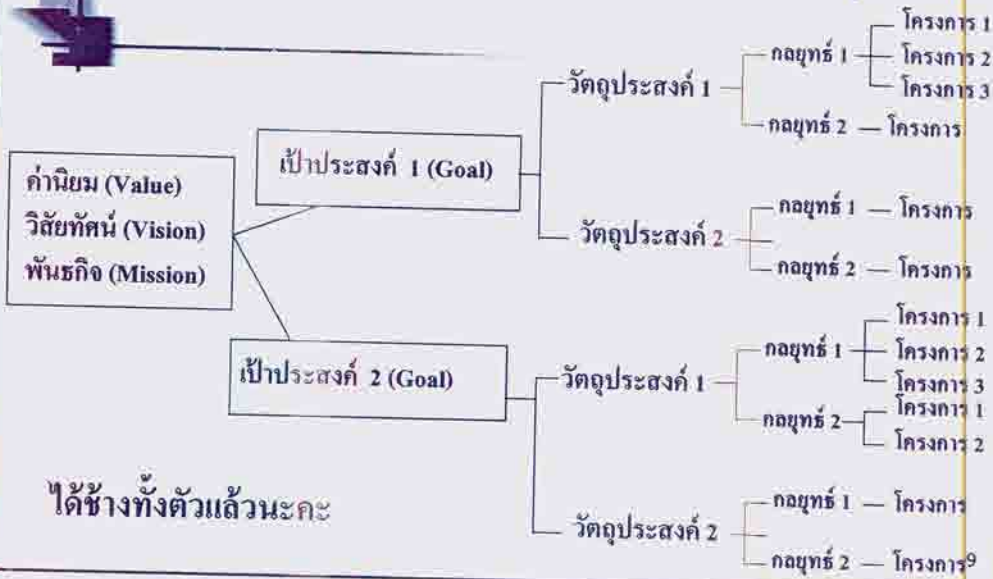 ค่านิยม (Value)
วิสัยทัศน์ (Vision)
พันธกิจ (Mission)
เป้าประสงค์ 1 (Goal)
วัตถุประสงค์ 1
กลยุทธ์ 1
โครงการ 1
โครงการ 2
โครงการ 3
กลยุทธ์ 2
โครงการ
วัตถุประสงค์ 2
กลยุทธ์ 1
โครงการ
กลยุทธ์ 2
โครงการ
เป้าประสงค์ 2 (Goal)
วัตถุประสงค์ 1
กลยุทธ์ 1
โครงการ 1
โครงการ 2
โครงการ 3
กลยุทธ์ 2
โครงการ 1
โครงการ 2
วัตถุประสงค์ 2
กลยุทธ์ 1
โครงการ
กลยุทธ์ 2
โครงการ
ได้ช้างทั้งตัวแล้วนะคะ
9